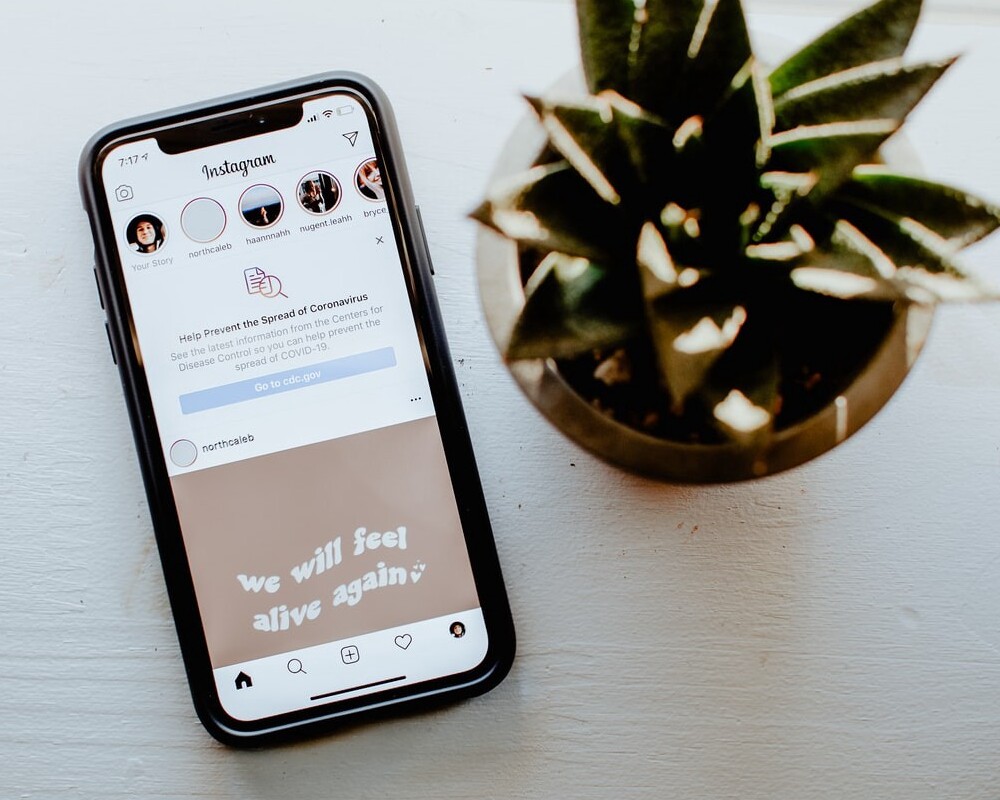 7:17
Instagram
Your Story
northcaleb
haannnahh
nugent.leahh
bryce
Help Prevent the Spread of Coronavirus
See the latest information from the Centers for
Disease Control so you can help prevent the
spread of COVID-19.
Go to cdc.gov
northcaleb
we will feel
alive again